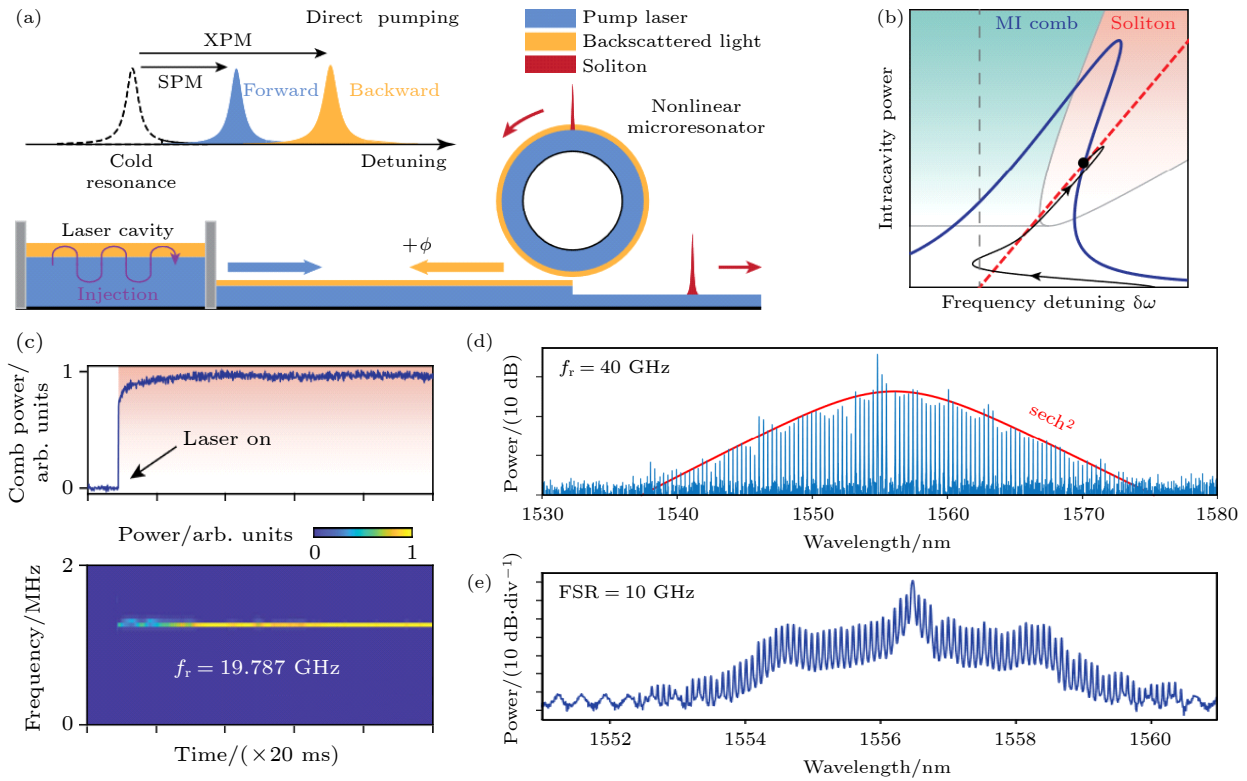 (a)
Direct pumping
XPM
SPM
Forward
Backward
Cold
resonance
Detuning
Pump laser
Backscattered light
Soliton
Nonlinear
microresonator
Laser cavity
Injection
+ϕ
(b)
MI comb
Soliton
Intracavity power
Frequency detuning δω
(c)
Comb power/
arb. units
1
0
Laser on
Power/arb. units
0 1
Frequency/MHz
2
0
fr = 19.787 GHz
Time/(×20 ms)
(d)
fr = 40 GHz
sech²
Power/(10 dB)
1530 1540 1550 1560 1570 1580
Wavelength/nm
(e)
FSR = 10 GHz
Power/(10 dB·div⁻¹)
1552 1554 1556 1558 1560
Wavelength/nm